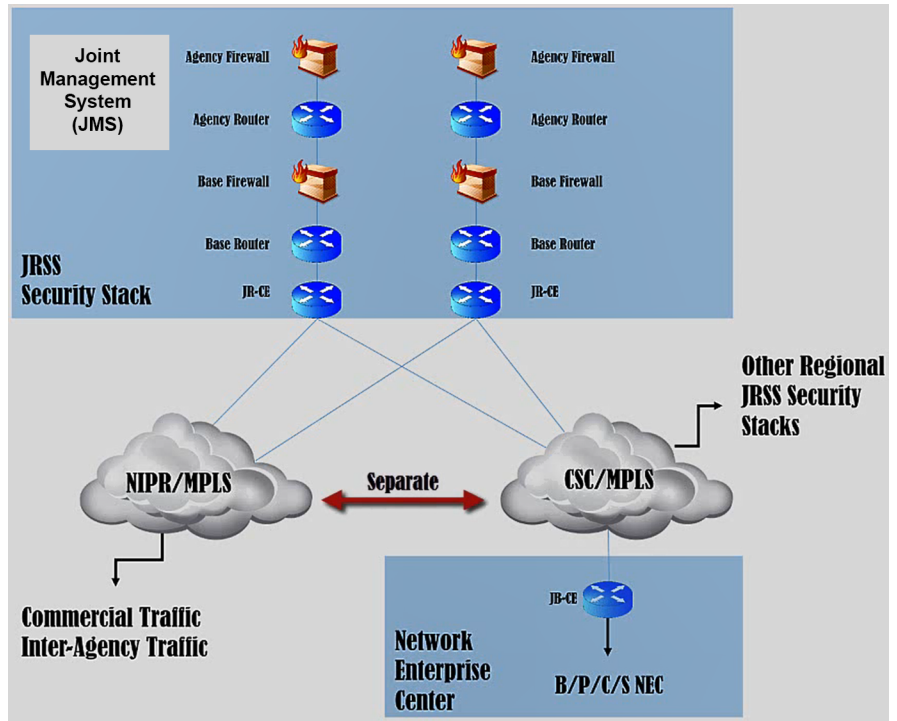 Joint
Management
System
(JMS)
Agency Firewall
Agency Firewall
Agency Router
Agency Router
Base Firewall
Base Firewall
Base Router
Base Router
JRSS
Security Stack
JR-CE
JR-CE
Other Regional
JRSS Security
Stacks
NIPR/MPLS
Separate
CSC/MPLS
Commercial Traffic
Inter-Agency Traffic
JB-CE
Network
Enterprise
Center
B/P/C/S NEC